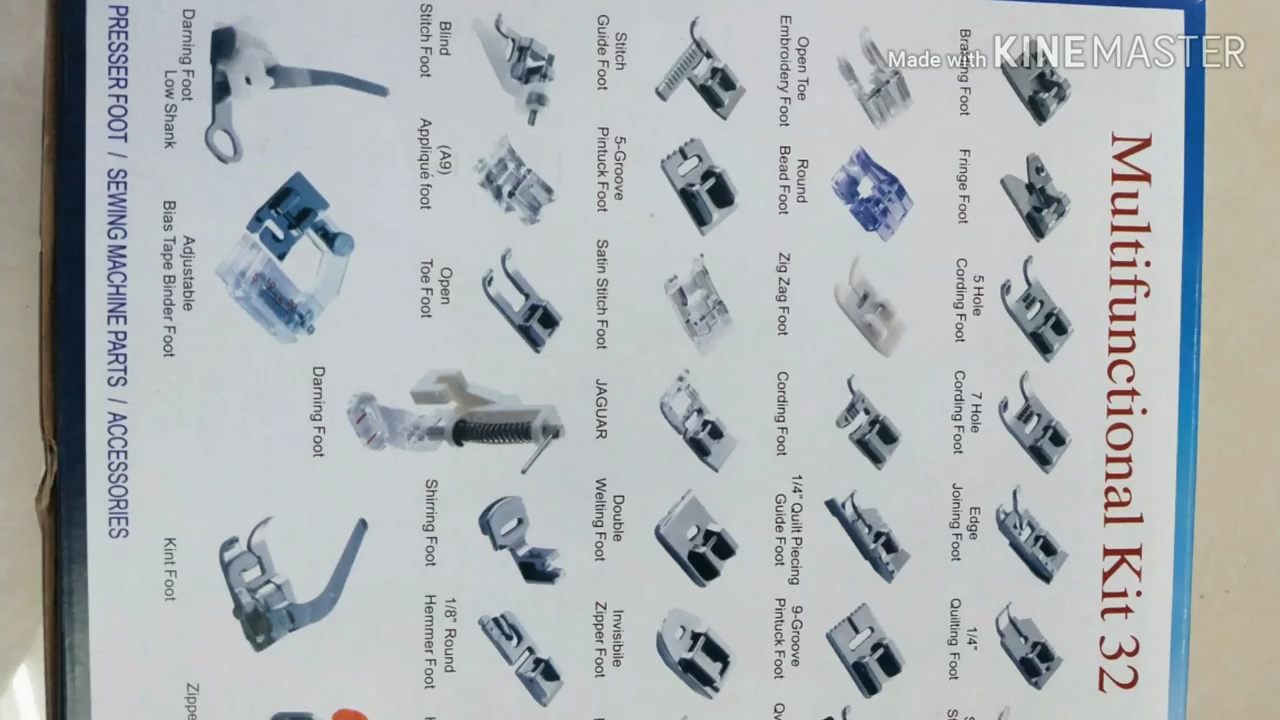 Made with KINEMASTER
Multifunctional Kit 32
Braiding Foot
Fringe Foot
5 Hole
Cording Foot
7 Hole
Cording Foot
Edge
Joining Foot
1/4"
Quilting Foot
Open Toe
Embroidery Foot
Round
Bead Foot
Zig Zag Foot
Cording Foot
1/4" Quilt Piecing
Guide Foot
9-Groove
Pintuck Foot
Stitch
Guide Foot
5-Groove
Pintuck Foot
Satin Stitch Foot
JAGUAR
Double
Welting Foot
Invisible
Zipper Foot
Blind
Stitch Foot
(A9)
Appliqué foot
Open
Toe Foot
Darning Foot
Shirring Foot
1/8" Round
Hemmer Foot
Darning Foot
Low Shank
Adjustable
Bias Tape Binder Foot
Kint Foot
PRESSER FOOT / SEWING MACHINE PARTS / ACCESSORIES